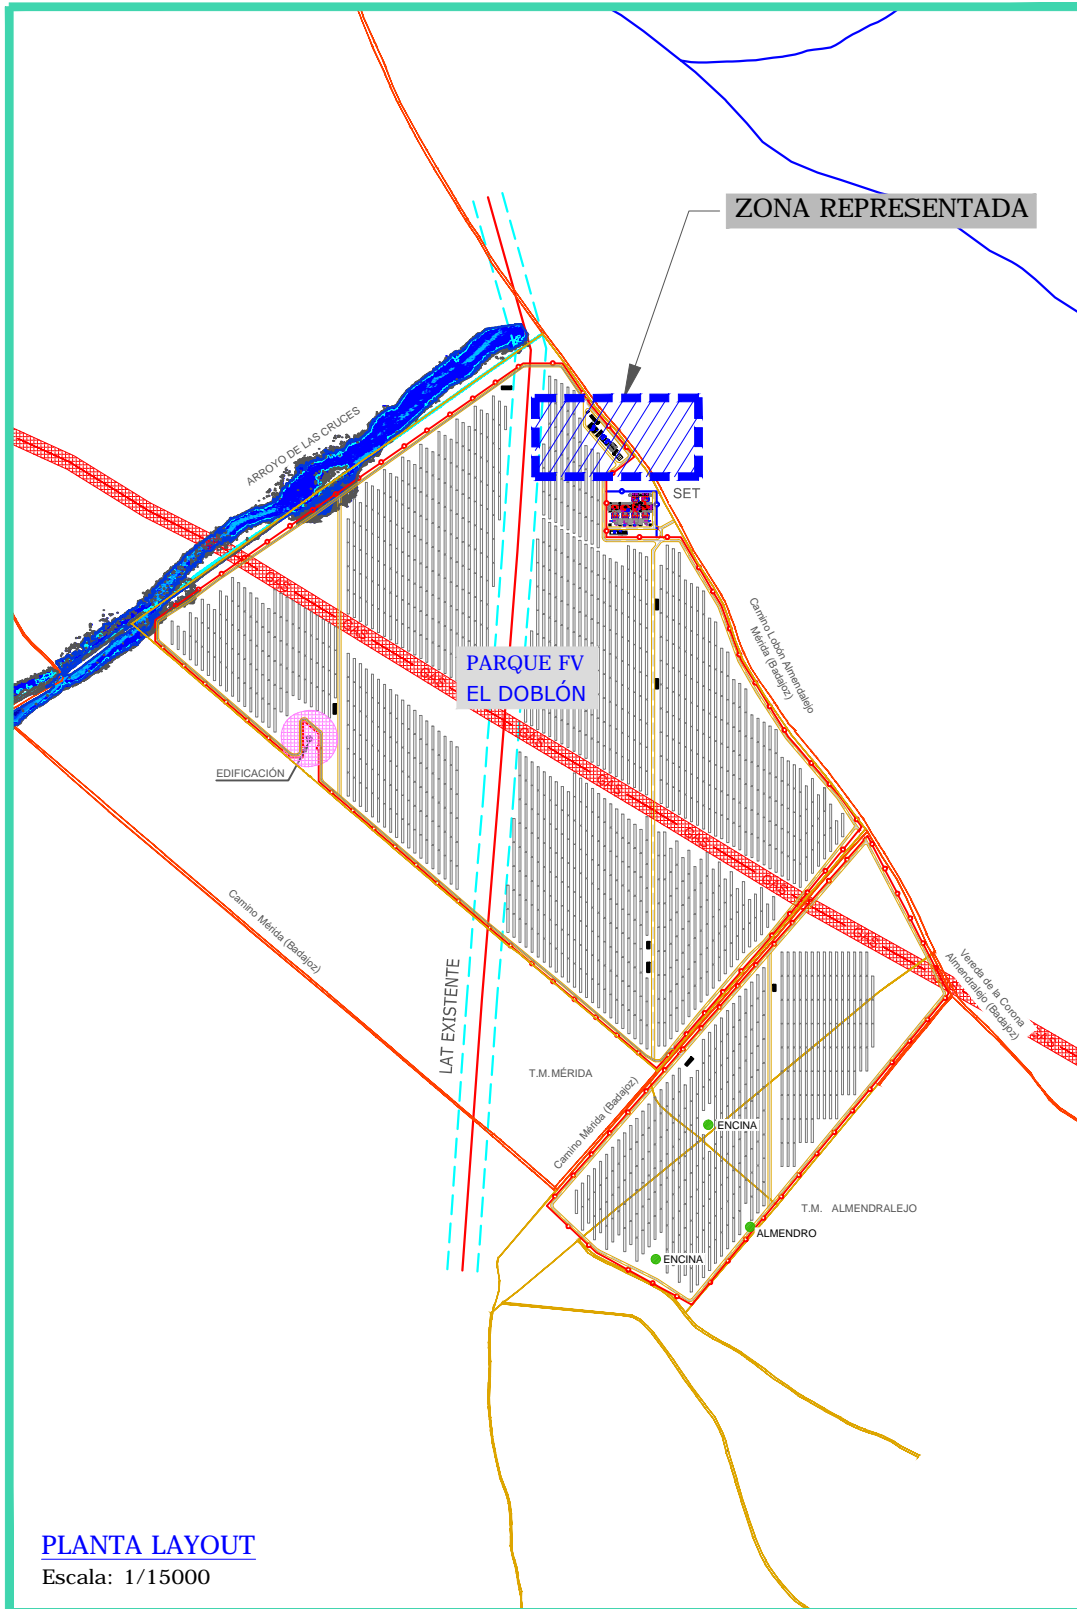 ZONA REPRESENTADA
ARROYO DE LAS CRUCES
SET
Camino Lobón Almendalejo
Mérida (Badajoz)
PARQUE FV
EL DOBLÓN
EDIFICACIÓN
Camino Mérida (Badajoz)
LAT EXISTENTE
Vereda de la Corona
Almendralejo (Badajoz)
T.M. MÉRIDA
Camino Mérida (Badajoz)
ENCINA
T.M. ALMENDRALEJO
ALMENDRO
ENCINA
PLANTA LAYOUT
Escala: 1/15000